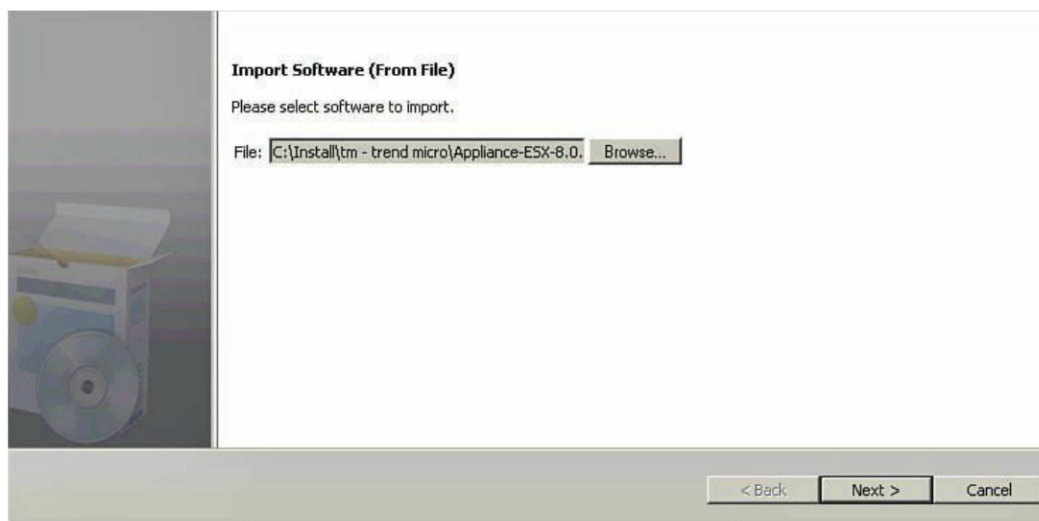 Import Software (From File)
Please select software to import.
File: C:\Install\tm - trend micro\Appliance-ESX-8.0. Browse...
< Back Next > Cancel